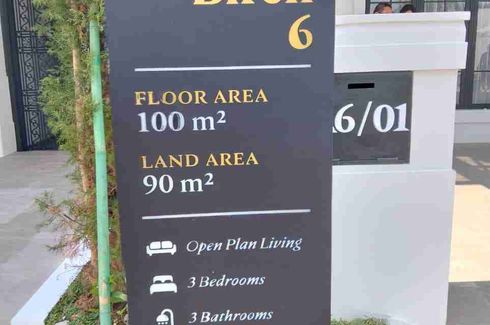 6
FLOOR AREA
100 m²
LAND AREA
90 m²
Open Plan Living
3 Bedrooms
3 Bathrooms
6/01